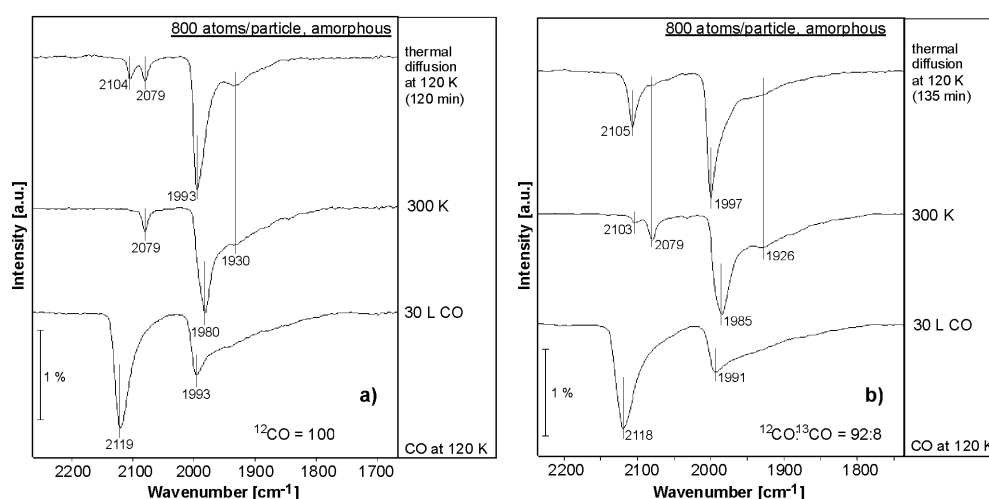 800 atoms/particle, amorphous
thermal
diffusion
at 120 K
(120 min)
2104
2079
1993
300 K
2079
1930
1980
30 L CO
1 %
1993
a)
2119
¹²CO = 100
CO at 120 K
2200 2100 2000 1900 1800 1700
Wavenumber [cm⁻¹]
Intensity [a.u.]
800 atoms/particle, amorphous
thermal
diffusion
at 120 K
(135 min)
2105
1997
300 K
2103
2079
1926
1985
30 L CO
1 %
1991
b)
2118
¹²CO:¹³CO = 92:8
CO at 120 K
2200 2100 2000 1900 1800
Wavenumber [cm⁻¹]
Intensity [a.u.]